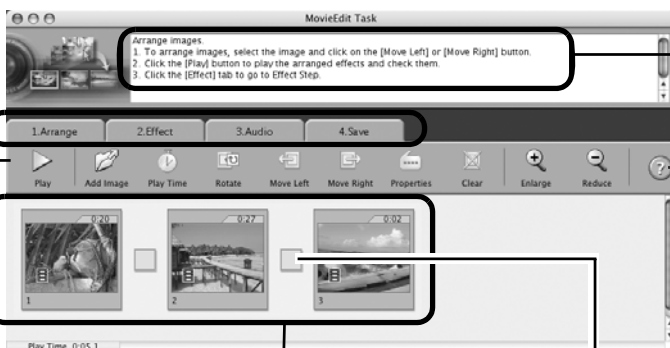 MovieEdit Task
Arrange images.
1. To arrange images, select the image and click on the [Move Left] or [Move Right] button.
2. Click the [Play] button to play the arranged effects and check them.
3. Click the [Effect] tab to go to Effect Step.
1.Arrange 2.Effect 3.Audio 4.Save
Play Add Image Play Time Rotate Move Left Move Right Properties Clear Enlarge Reduce ?
0:20 0:27 0:02
1 2 3
Play Time 0:05.1